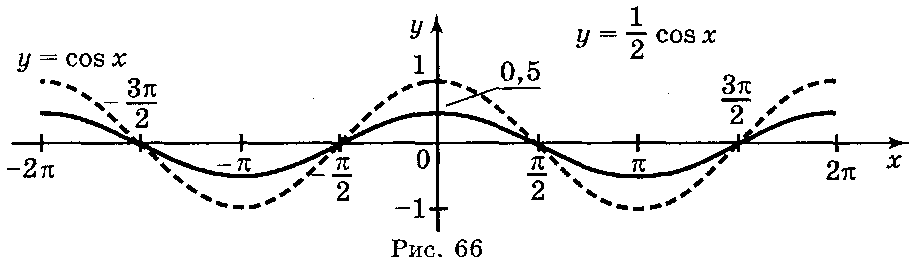 y
y = 1/2 cos x
y = cos x
1
0,5
-3π/2
3π/2
-2π
-π
-π/2
0
π/2
π
2π
x
-1
Рис. 66